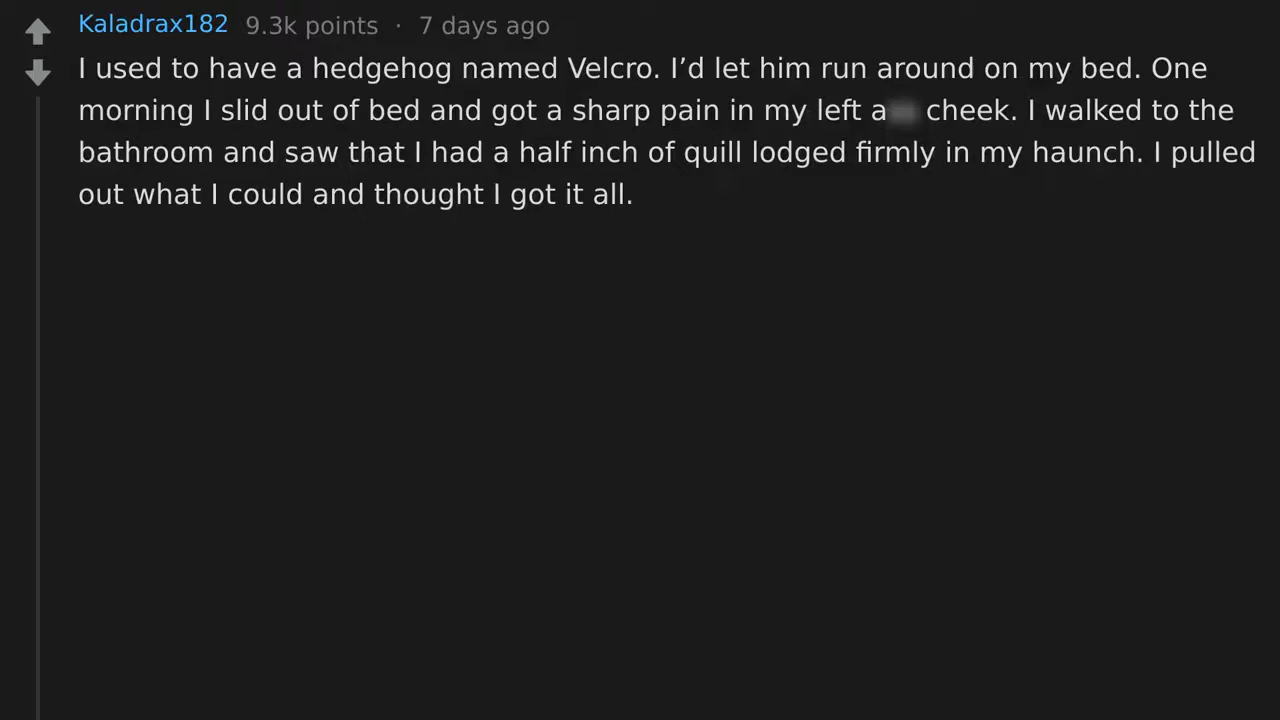 Kaladrax182 9.3k points · 7 days ago
I used to have a hedgehog named Velcro. I’d let him run around on my bed. One
morning I slid out of bed and got a sharp pain in my left a cheek. I walked to the
bathroom and saw that I had a half inch of quill lodged firmly in my haunch. I pulled
out what I could and thought I got it all.